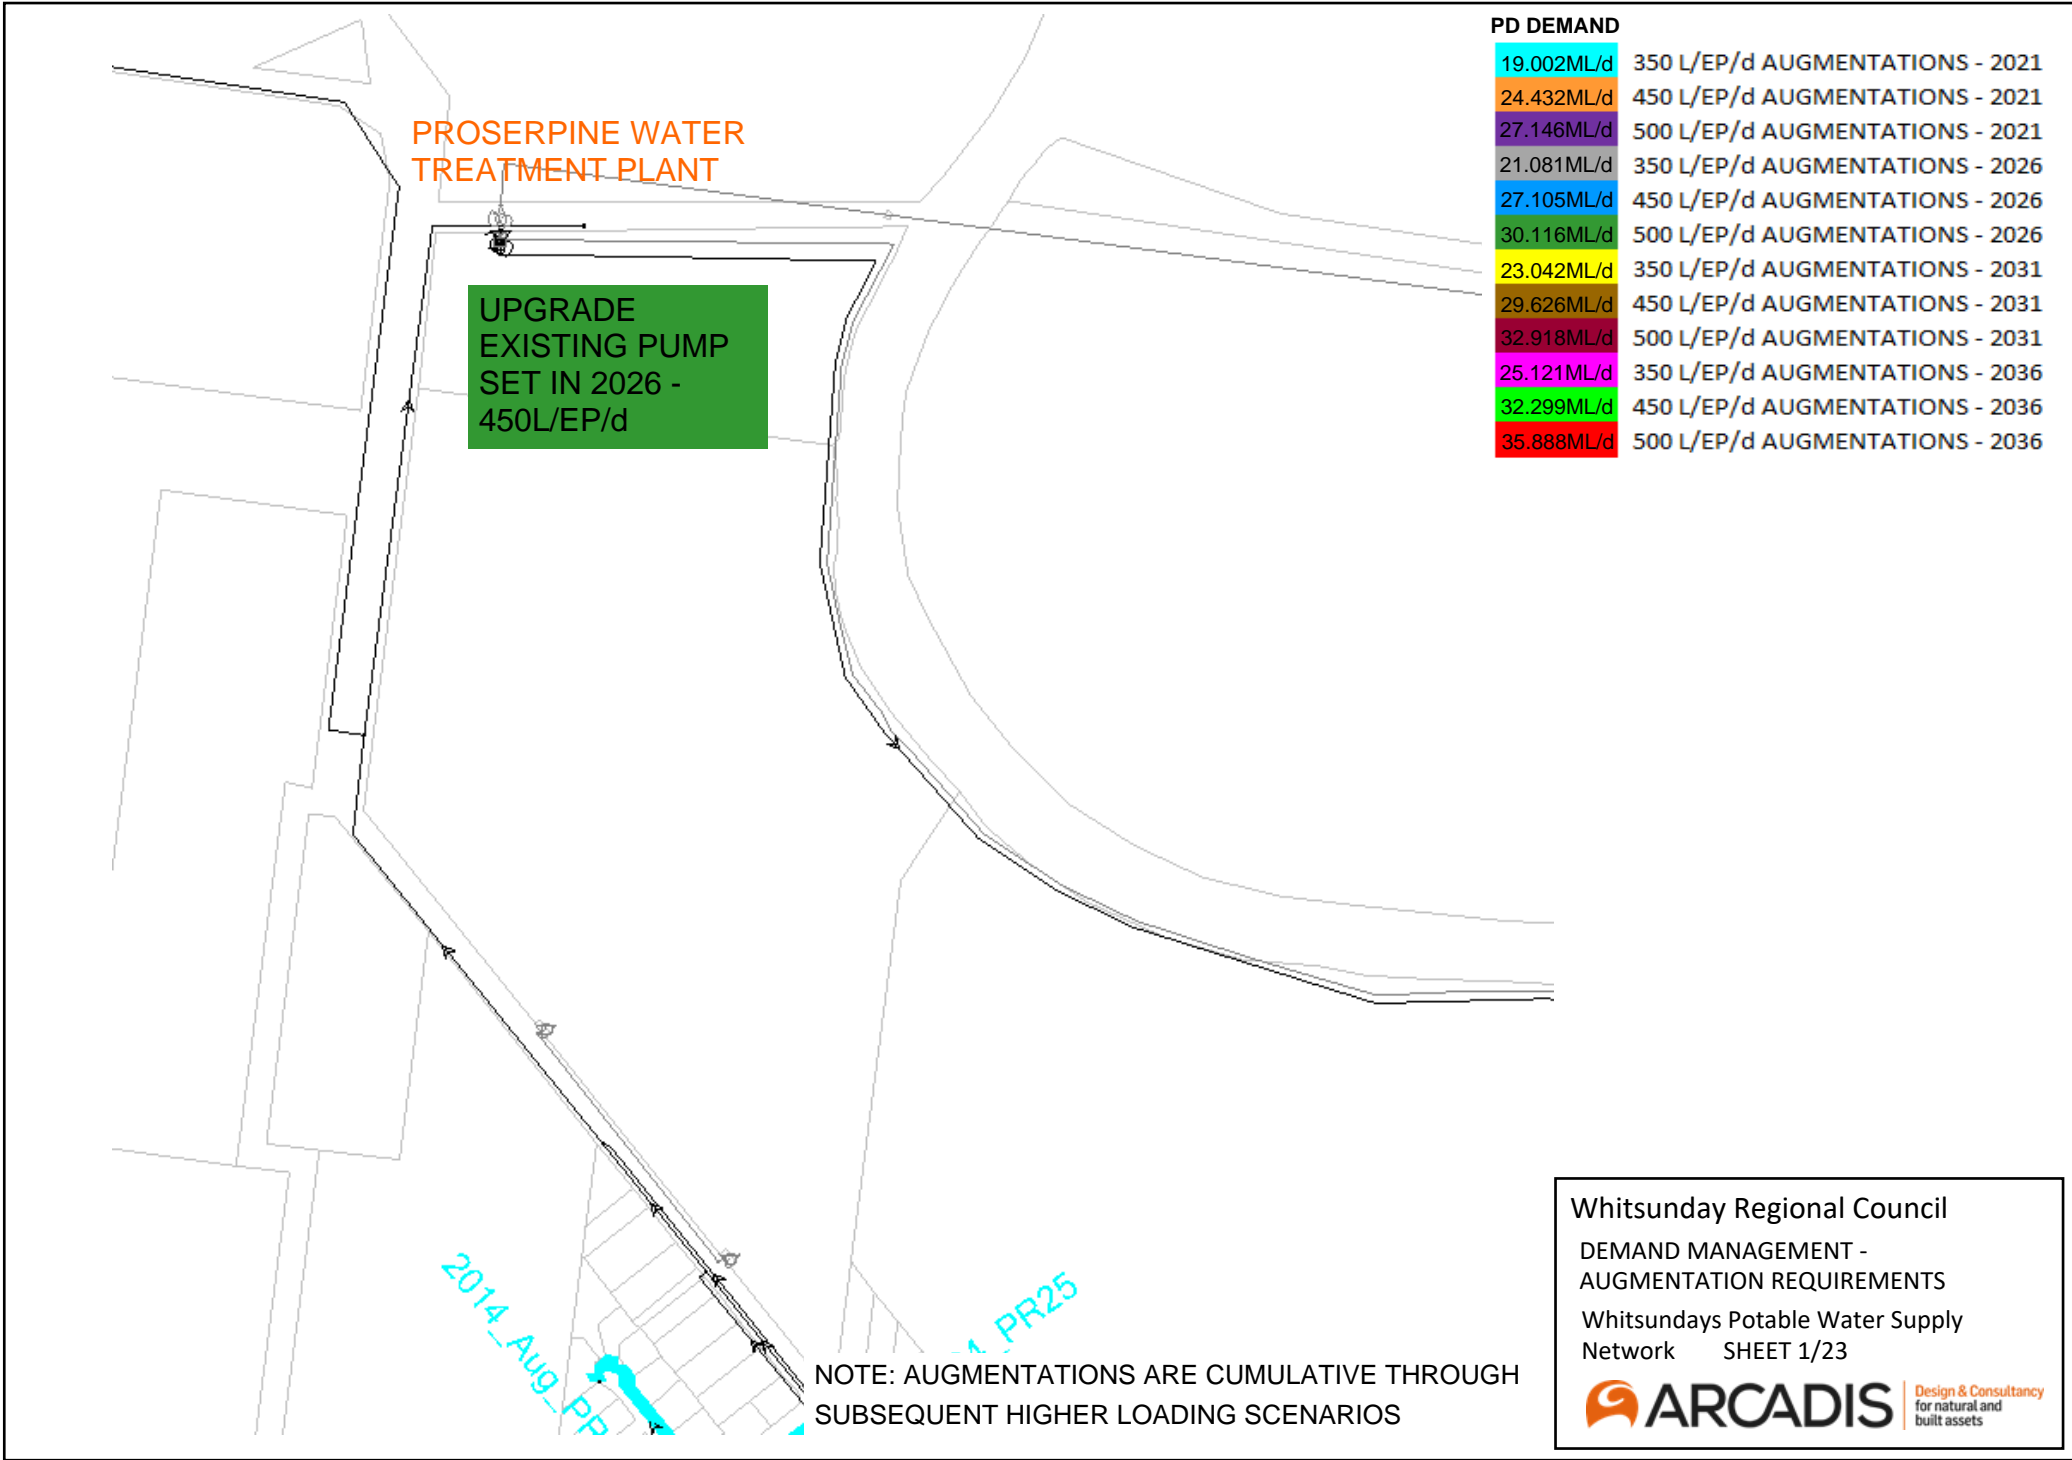 PD DEMAND
19.002ML/d 350 L/EP/d AUGMENTATIONS - 2021
24.432ML/d 450 L/EP/d AUGMENTATIONS - 2021
27.146ML/d 500 L/EP/d AUGMENTATIONS - 2021
21.081ML/d 350 L/EP/d AUGMENTATIONS - 2026
27.105ML/d 450 L/EP/d AUGMENTATIONS - 2026
30.116ML/d 500 L/EP/d AUGMENTATIONS - 2026
23.042ML/d 350 L/EP/d AUGMENTATIONS - 2031
29.626ML/d 450 L/EP/d AUGMENTATIONS - 2031
32.918ML/d 500 L/EP/d AUGMENTATIONS - 2031
25.121ML/d 350 L/EP/d AUGMENTATIONS - 2036
32.299ML/d 450 L/EP/d AUGMENTATIONS - 2036
35.888ML/d 500 L/EP/d AUGMENTATIONS - 2036
PROSERPINE WATER
TREATMENT PLANT
UPGRADE
EXISTING PUMP
SET IN 2026 -
450L/EP/d
2014_Aug_PR
4_PR25
NOTE: AUGMENTATIONS ARE CUMULATIVE THROUGH
SUBSEQUENT HIGHER LOADING SCENARIOS
Whitsunday Regional Council
DEMAND MANAGEMENT -
AUGMENTATION REQUIREMENTS
Whitsundays Potable Water Supply
Network SHEET 1/23
ARCADIS
Design & Consultancy
for natural and
built assets